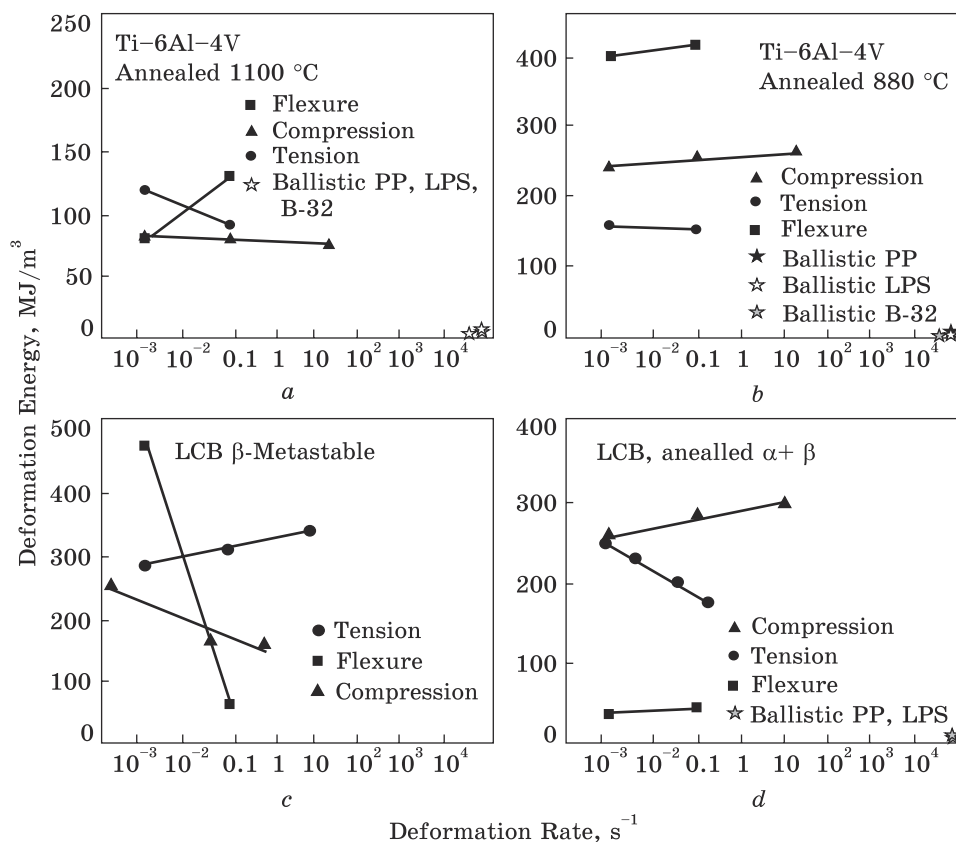 Deformation Energy, MJ/m³
250
200
150
100
50
0
Ti–6Al–4V
Annealed 1100 °C
Flexure
Compression
Tension
Ballistic PP, LPS,
B-32
10⁻³ 10⁻² 0.1 1 10 10² 10³ 10⁴
a
400
300
200
100
0
Ti–6Al–4V
Annealed 880 °C
Compression
Tension
Flexure
Ballistic PP
Ballistic LPS
Ballistic B-32
10⁻³ 10⁻² 0.1 1 10 10² 10³ 10⁴
b
500
400
300
200
100
0
LCB β-Metastable
Tension
Flexure
Compression
10⁻³ 10⁻² 0.1 1 10 10² 10³ 10⁴
c
400
300
200
100
0
LCB, anealled α+ β
Compression
Tension
Flexure
Ballistic PP, LPS
10⁻³ 10⁻² 0.1 1 10 10² 10³ 10⁴
d
Deformation Rate, s⁻¹